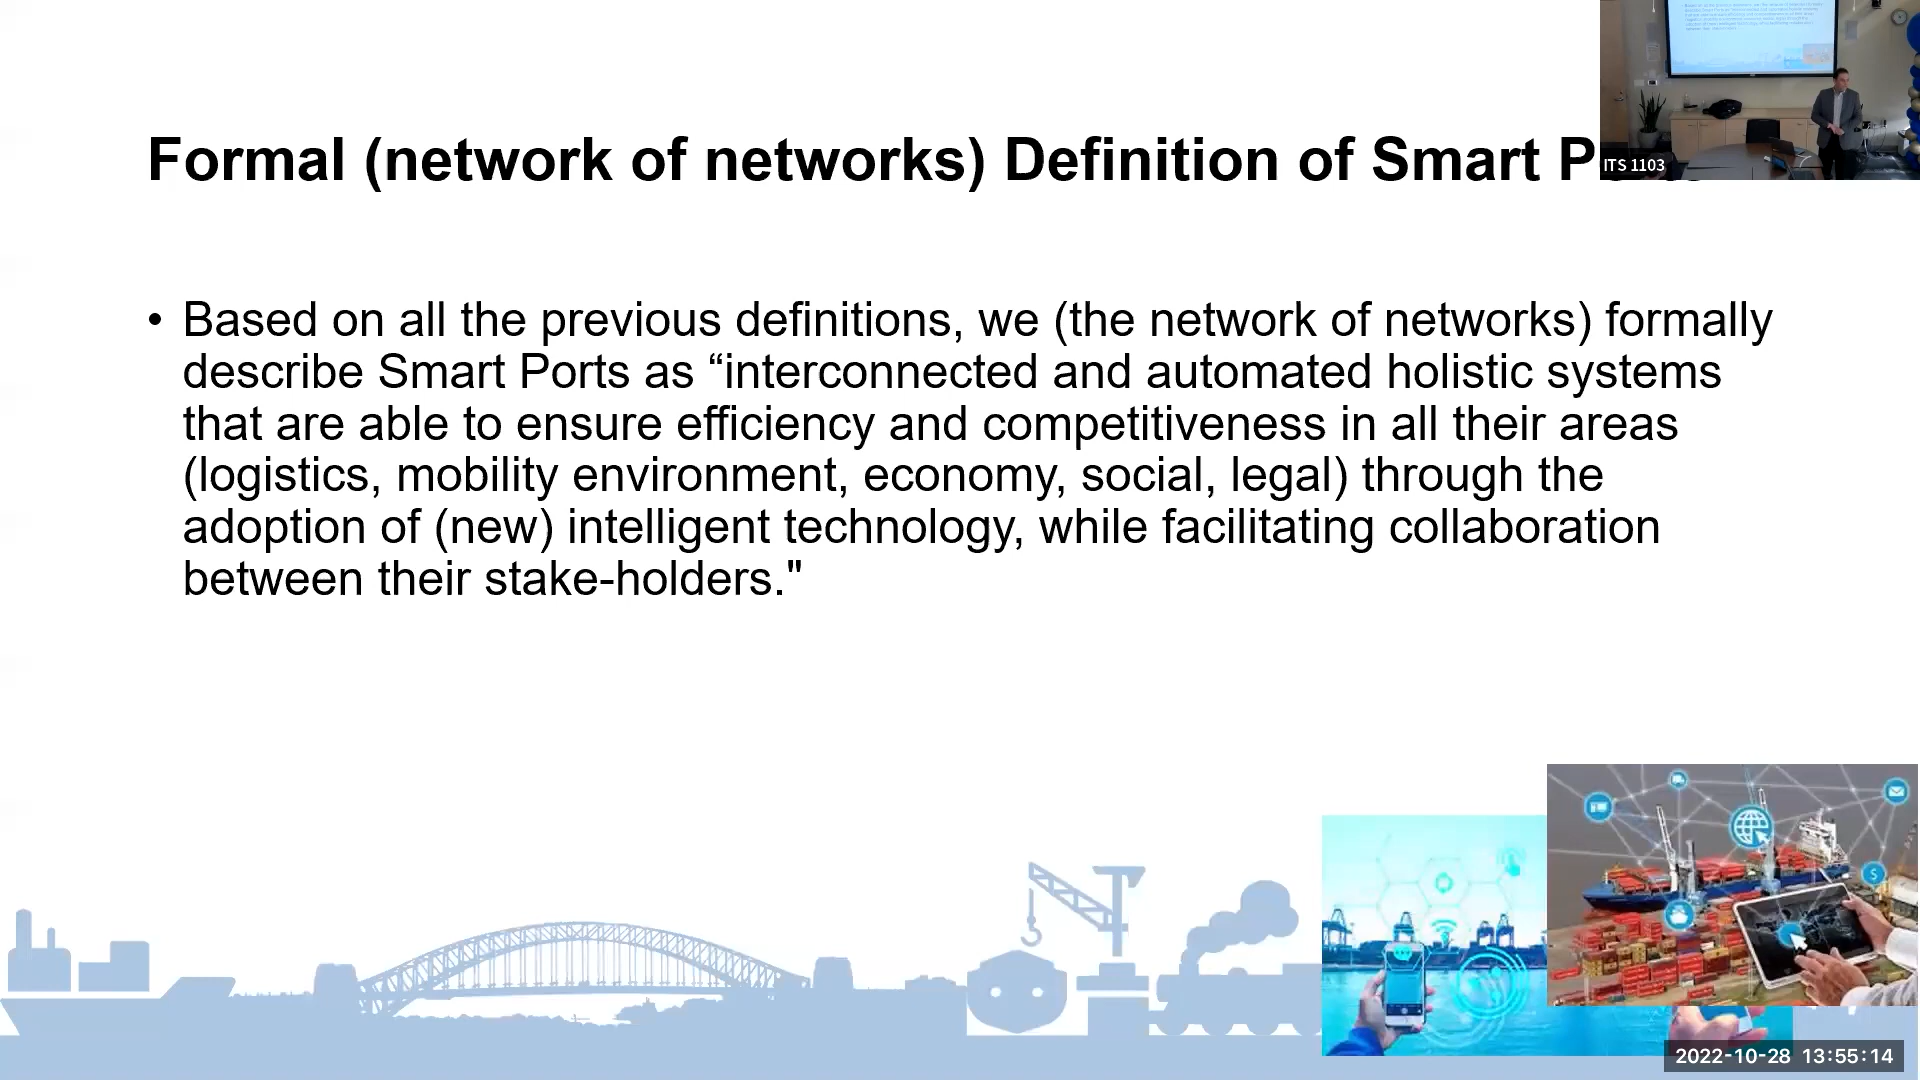 Formal (network of networks) Definition of Smart
ITS 1103
• Based on all the previous definitions, we (the network of networks) formally
describe Smart Ports as “interconnected and automated holistic systems
that are able to ensure efficiency and competitiveness in all their areas
(logistics, mobility environment, economy, social, legal) through the
adoption of (new) intelligent technology, while facilitating collaboration
between their stake-holders."
2022-10-28 13:55:14